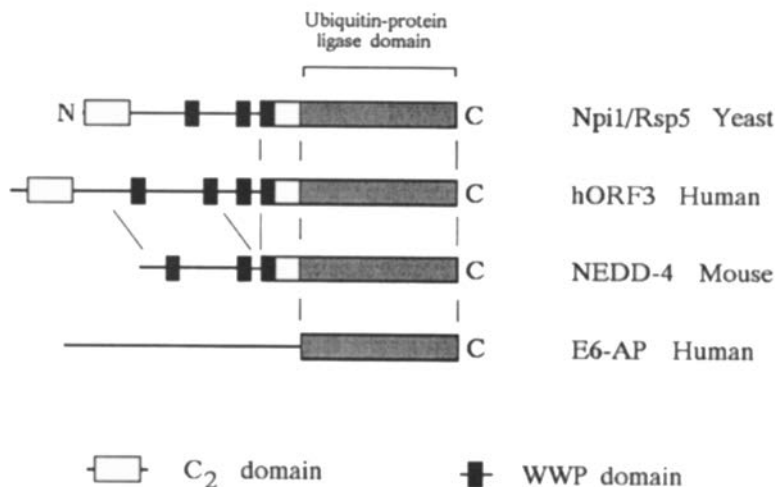 Ubiquitin-protein
ligase domain
N C Npi1/Rsp5 Yeast
C hORF3 Human
C NEDD-4 Mouse
C E6-AP Human
C2 domain WWP domain